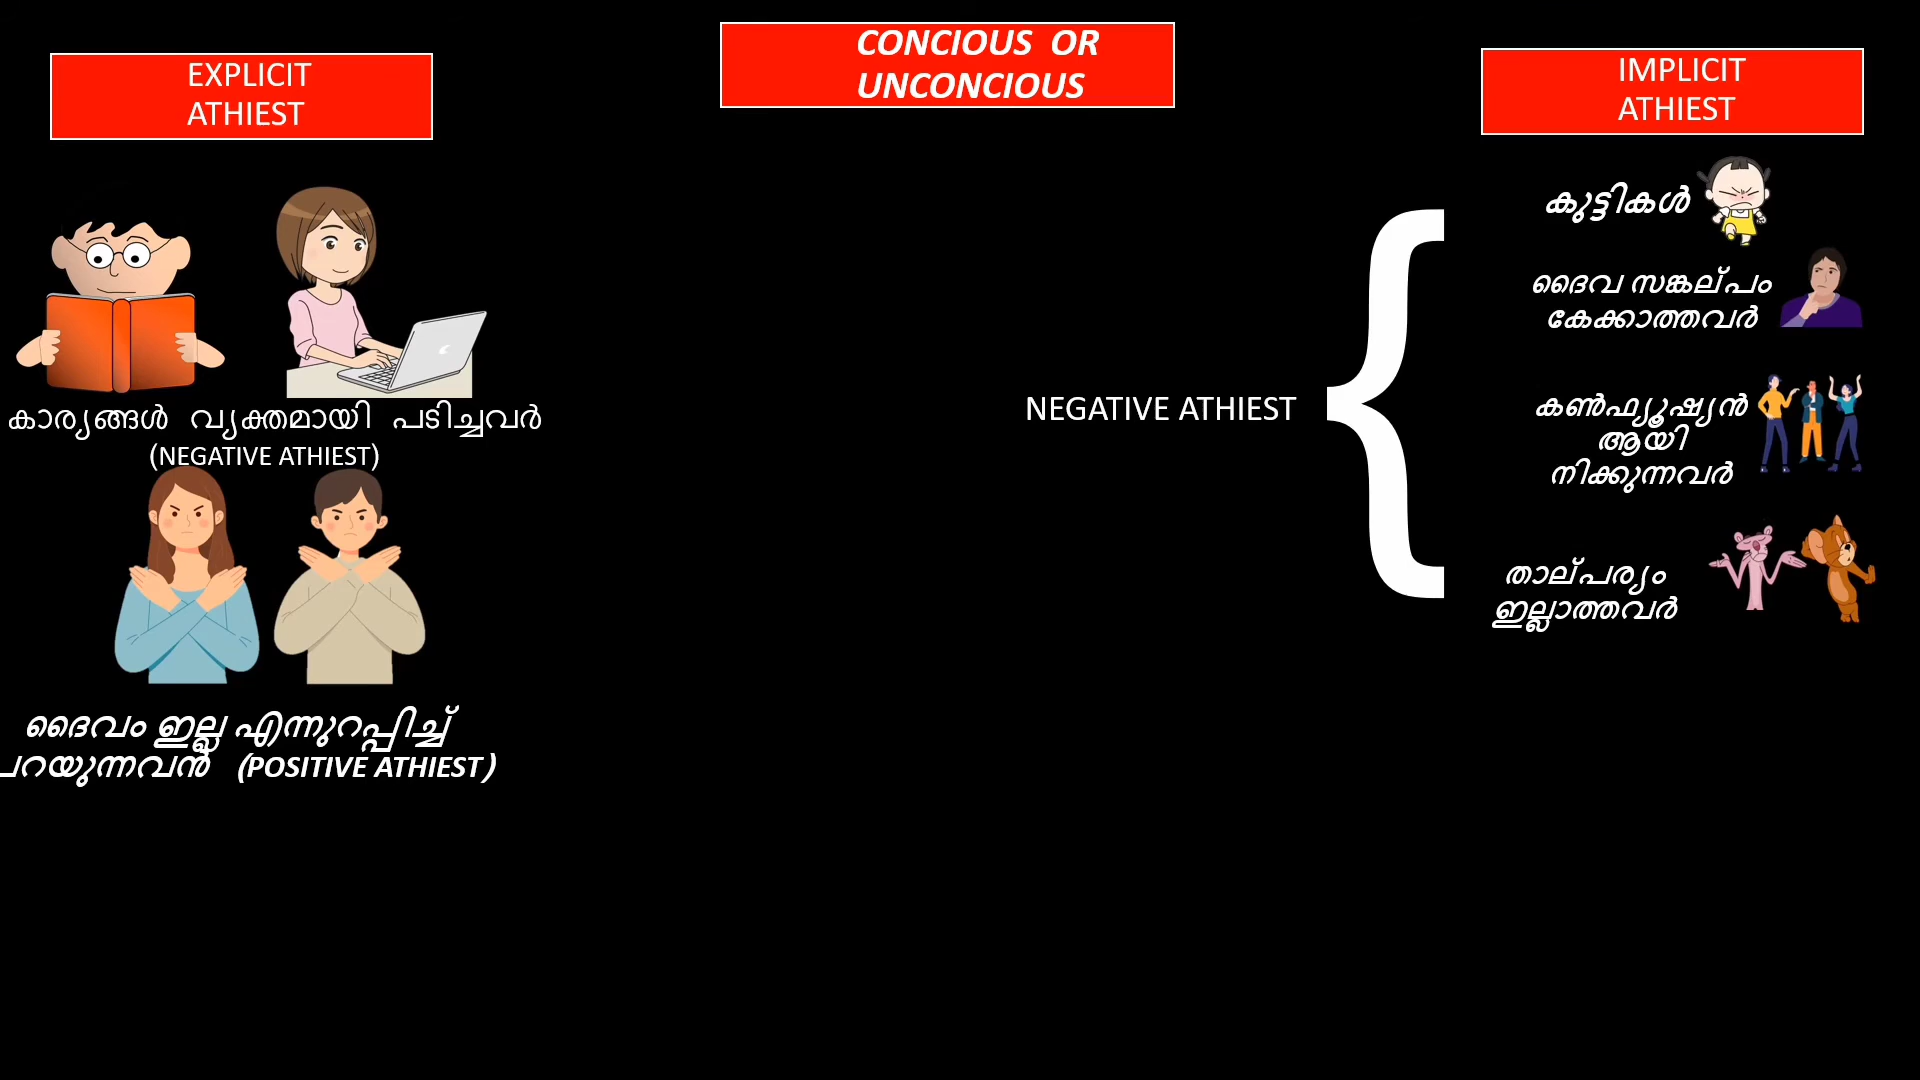 EXPLICIT
ATHIEST
CONCIOUS OR
UNCONCIOUS
IMPLICIT
ATHIEST
കാര്യങ്ങൾ വ്യക്തമായി പടിച്ചവർ
(NEGATIVE ATHIEST)
ദൈവം ഇല്ല എന്നുറപ്പിച്ച്
പറയുന്നവൻ (POSITIVE ATHIEST)
NEGATIVE ATHIEST
കുട്ടികൾ
ദൈവ സങ്കല്പം
കേക്കാത്തവർ
കൺഫ്യൂഷ്യൻ
ആയി
നിക്കുന്നവർ
താല്പര്യം
ഇല്ലാത്തവർ